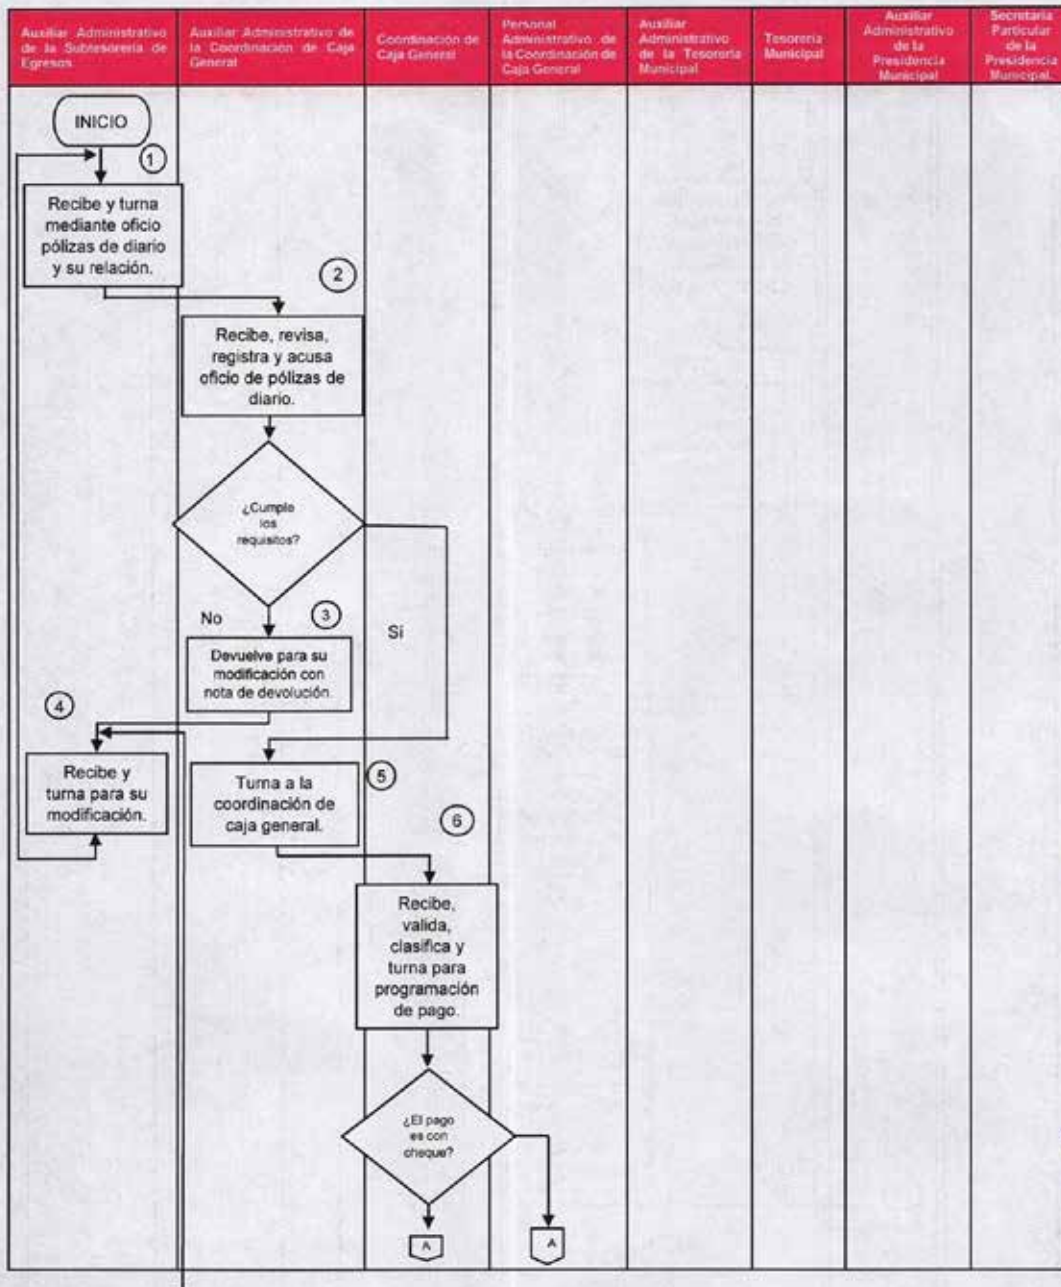 Auxiliar Administrativo
de la Subtesorería de
Egresos
Auxiliar Administrativo de
la Coordinación de Caja
General
Coordinación de
Caja General
Personal
Administrativo de
la Coordinación de
Caja General
Auxiliar
Administrativo
de la Tesorería
Municipal
Tesorería
Municipal
Auxiliar
Administrativo
de la
Presidencia
Municipal
Secretaría
Particular
de la
Presidencia
Municipal.
INICIO
1
Recibe y turna
mediante oficio
pólizas de diario
y su relación.
2
Recibe, revisa,
registra y acusa
oficio de pólizas de
diario.
¿Cumple
los
requisitos?
No
3
Sí
Devuelve para su
modificación con
nota de devolución.
4
Recibe y
turna para su
modificación.
5
Turna a la
coordinación de
caja general.
6
Recibe,
valida,
clasifica y
turna para
programación
de pago.
¿El pago
es con
cheque?
A
A